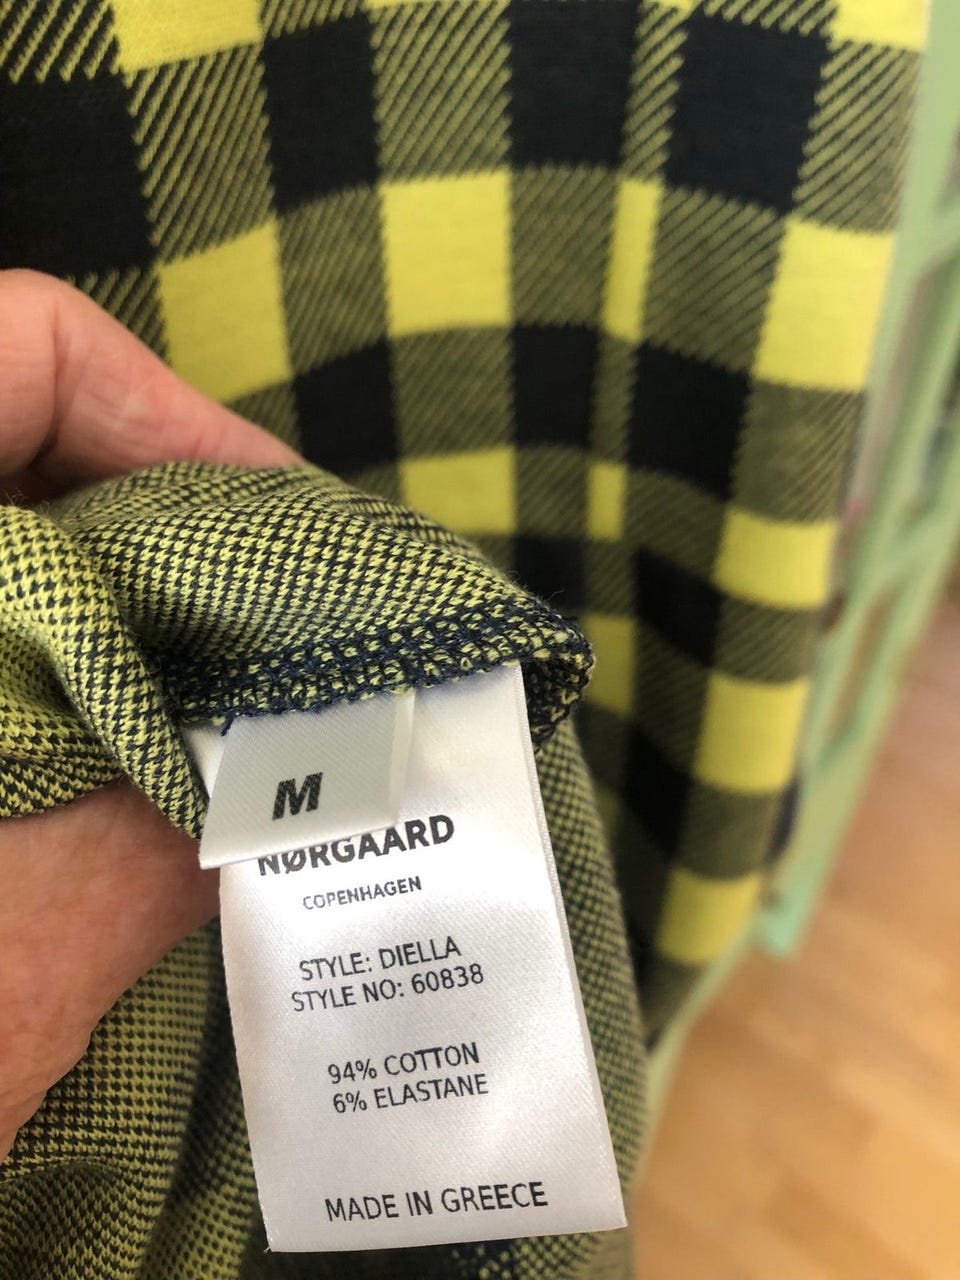 M
NØRGAARD
COPENHAGEN
STYLE: DIELLA
STYLE NO: 60838
94% COTTON
6% ELASTANE
MADE IN GREECE